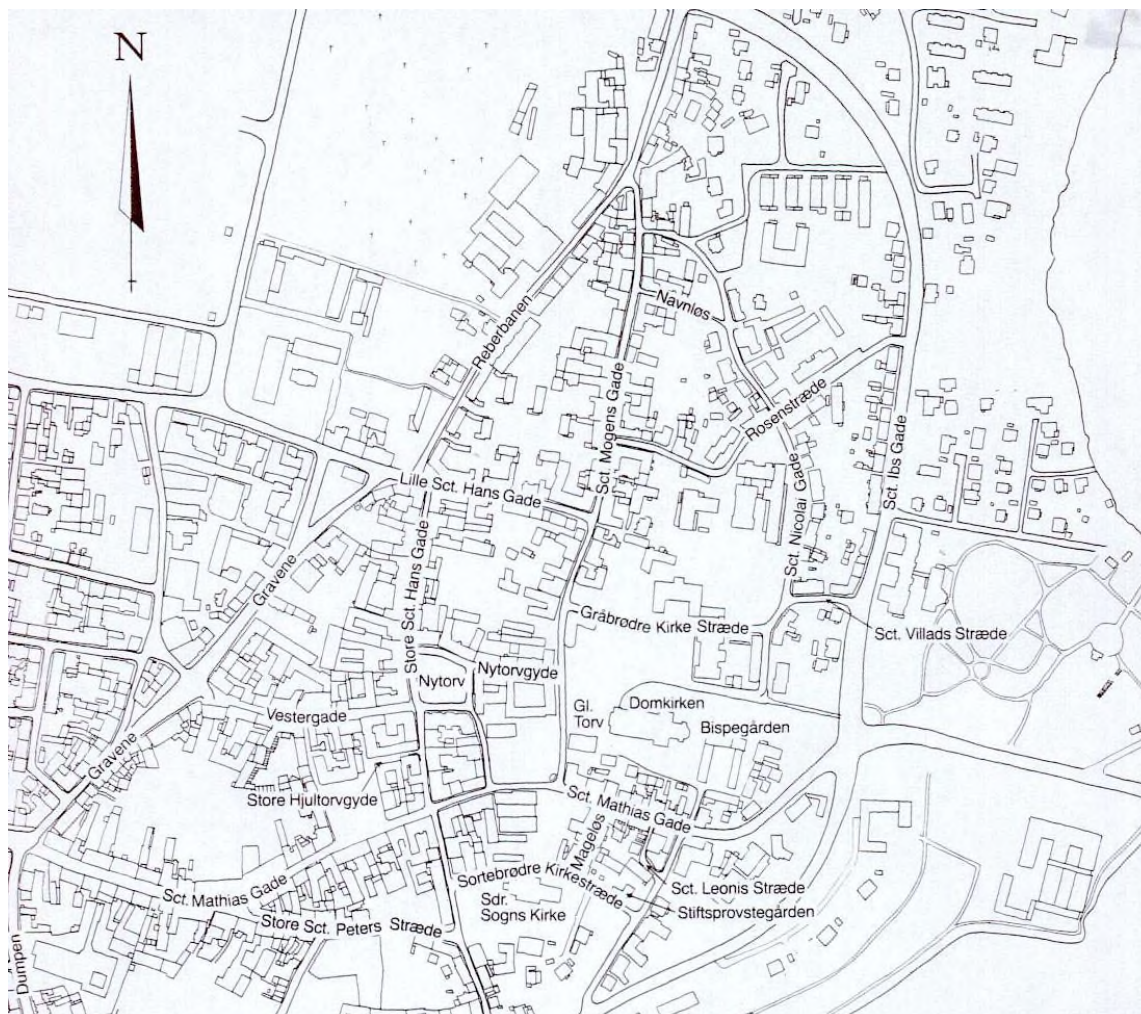 N
Reberbanen
Navnløs
Sct. Mogens Gade
Rosenstræde
Lille Sct. Hans Gade
Sct. Ibs Gade
Sct. Nicolai Gade
Gravene
Store Sct. Hans Gade
Gråbrødre Kirke Stræde
Sct. Villads Stræde
Nytorvgyde
Nytorv
Vestergade
Gl.
Torv
Domkirken
Bispegården
Gravene
Store Hjultorvgyde
Sct. Mathias Gade
Mageløs
Sortebrødre Kirkestræde
Sct. Leonis Stræde
Sct. Mathias Gade
Sdr.
Sogns Kirke
Stiftsprovstegården
Store Sct. Peters Stræde
Dumpen